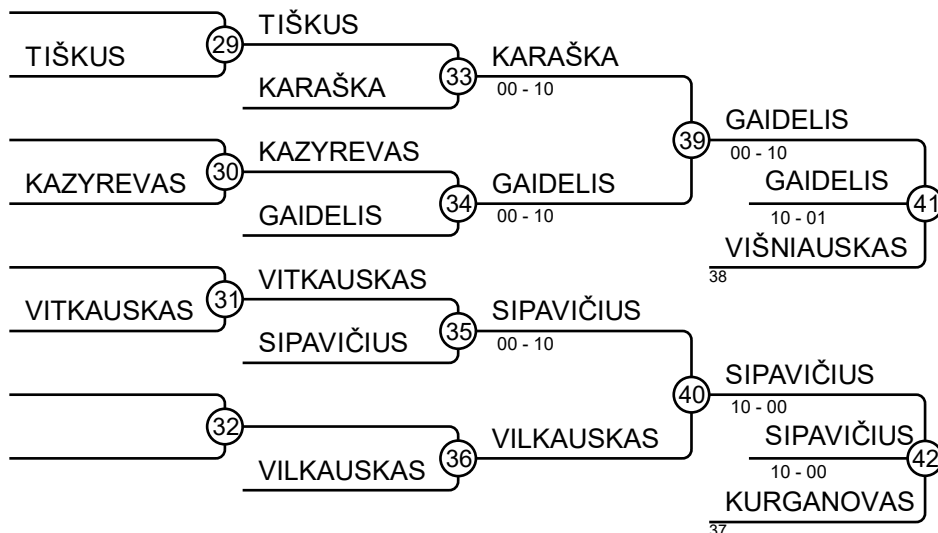 TIŠKUS
29
TIŠKUS
KARAŠKA
33
KARAŠKA
00 - 10
KAZYREVAS
30
KAZYREVAS
GAIDELIS
34
GAIDELIS
00 - 10
39
GAIDELIS
00 - 10
GAIDELIS
10 - 01
41
VIŠNIAUSKAS
38
VITKAUSKAS
31
VITKAUSKAS
SIPAVIČIUS
35
SIPAVIČIUS
00 - 10
32
VILKAUSKAS
36
VILKAUSKAS
40
SIPAVIČIUS
10 - 00
SIPAVIČIUS
10 - 00
42
KURGANOVAS
37